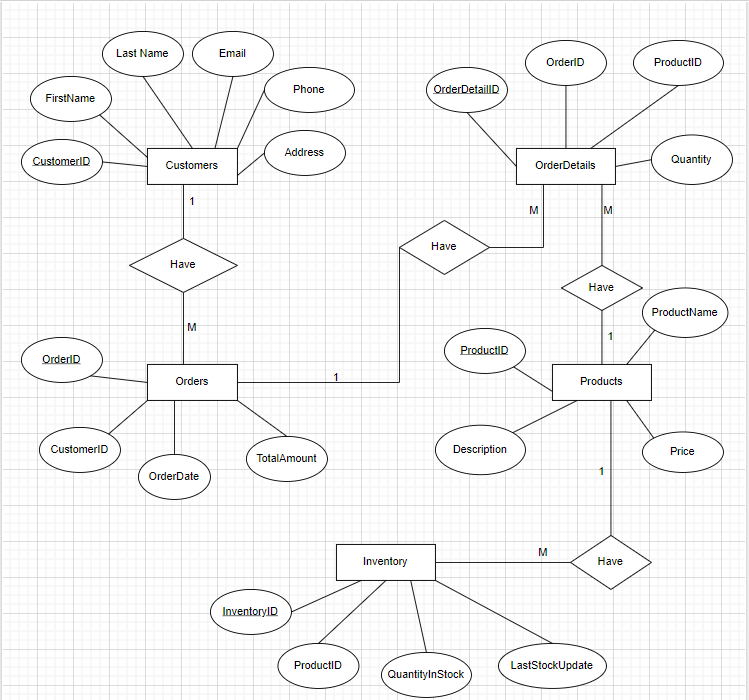 Last Name
Email
OrderID
ProductID
FirstName
Phone
OrderDetailID
CustomerID
Customers
Address
OrderDetails
Quantity
1
M
M
Have
Have
Have
ProductName
M
1
OrderID
ProductID
Orders
1
Products
CustomerID
OrderDate
TotalAmount
Description
Price
1
Inventory
M
Have
InventoryID
ProductID
QuantityInStock
LastStockUpdate